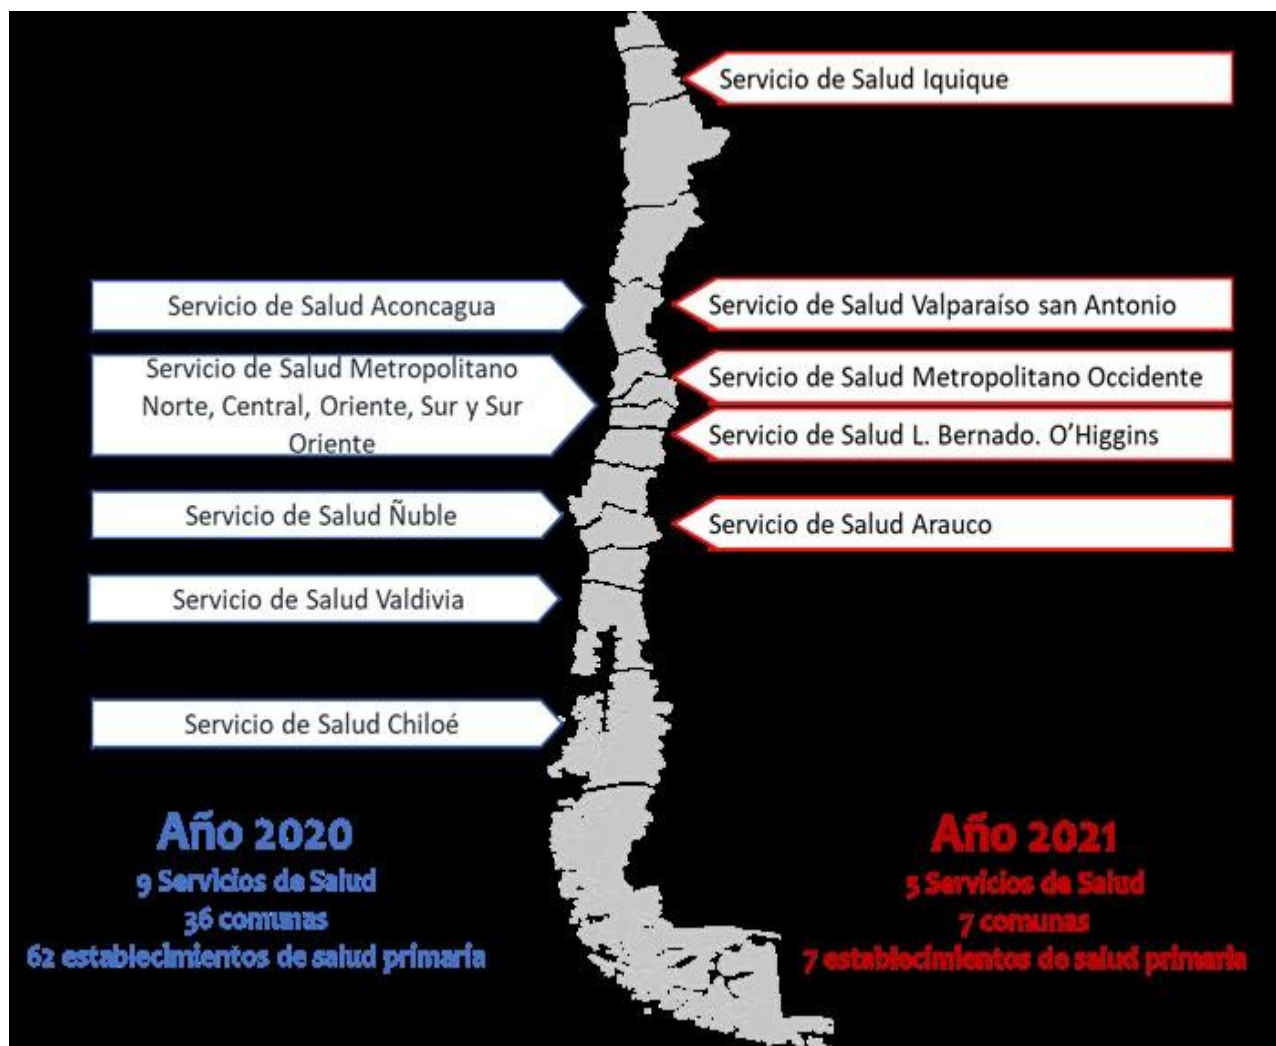 Servicio de Salud Iquique
Servicio de Salud Aconcagua
Servicio de Salud Metropolitano
Norte, Central, Oriente, Sur y Sur
Oriente
Servicio de Salud Ñuble
Servicio de Salud Valdivia
Servicio de Salud Chiloé
Servicio de Salud Valparaíso san Antonio
Servicio de Salud Metropolitano Occidente
Servicio de Salud L. Bernado. O’Higgins
Servicio de Salud Arauco
Año 2020
9 Servicios de Salud
36 comunas
62 establecimientos de salud primaria
Año 2021
5 Servicios de Salud
7 comunas
7 establecimientos de salud primaria